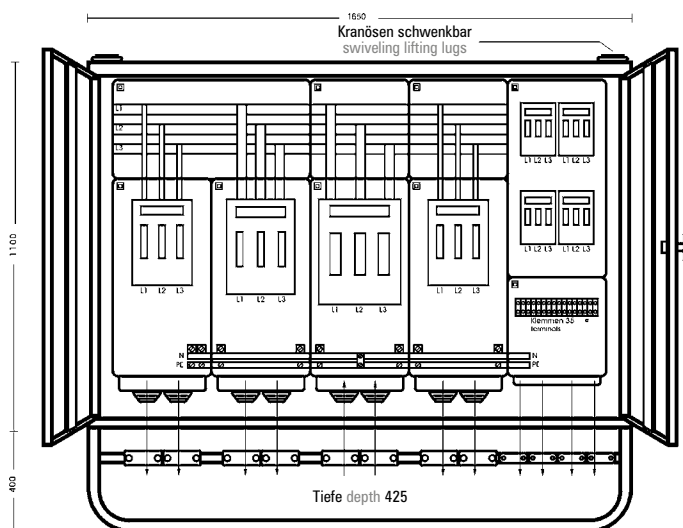 1650
Kranösen schwenkbar
swiveling lifting lugs
L1
L2
L3
L1 L2 L3
L1 L2 L3
L1 L2 L3
L1 L2 L3
L1 L2 L3
L1 L2 L3
L1 L2 L3
L1 L2 L3
1100
Klemmen 35
terminals
N
PE
N
PE
400
Tiefe depth 425